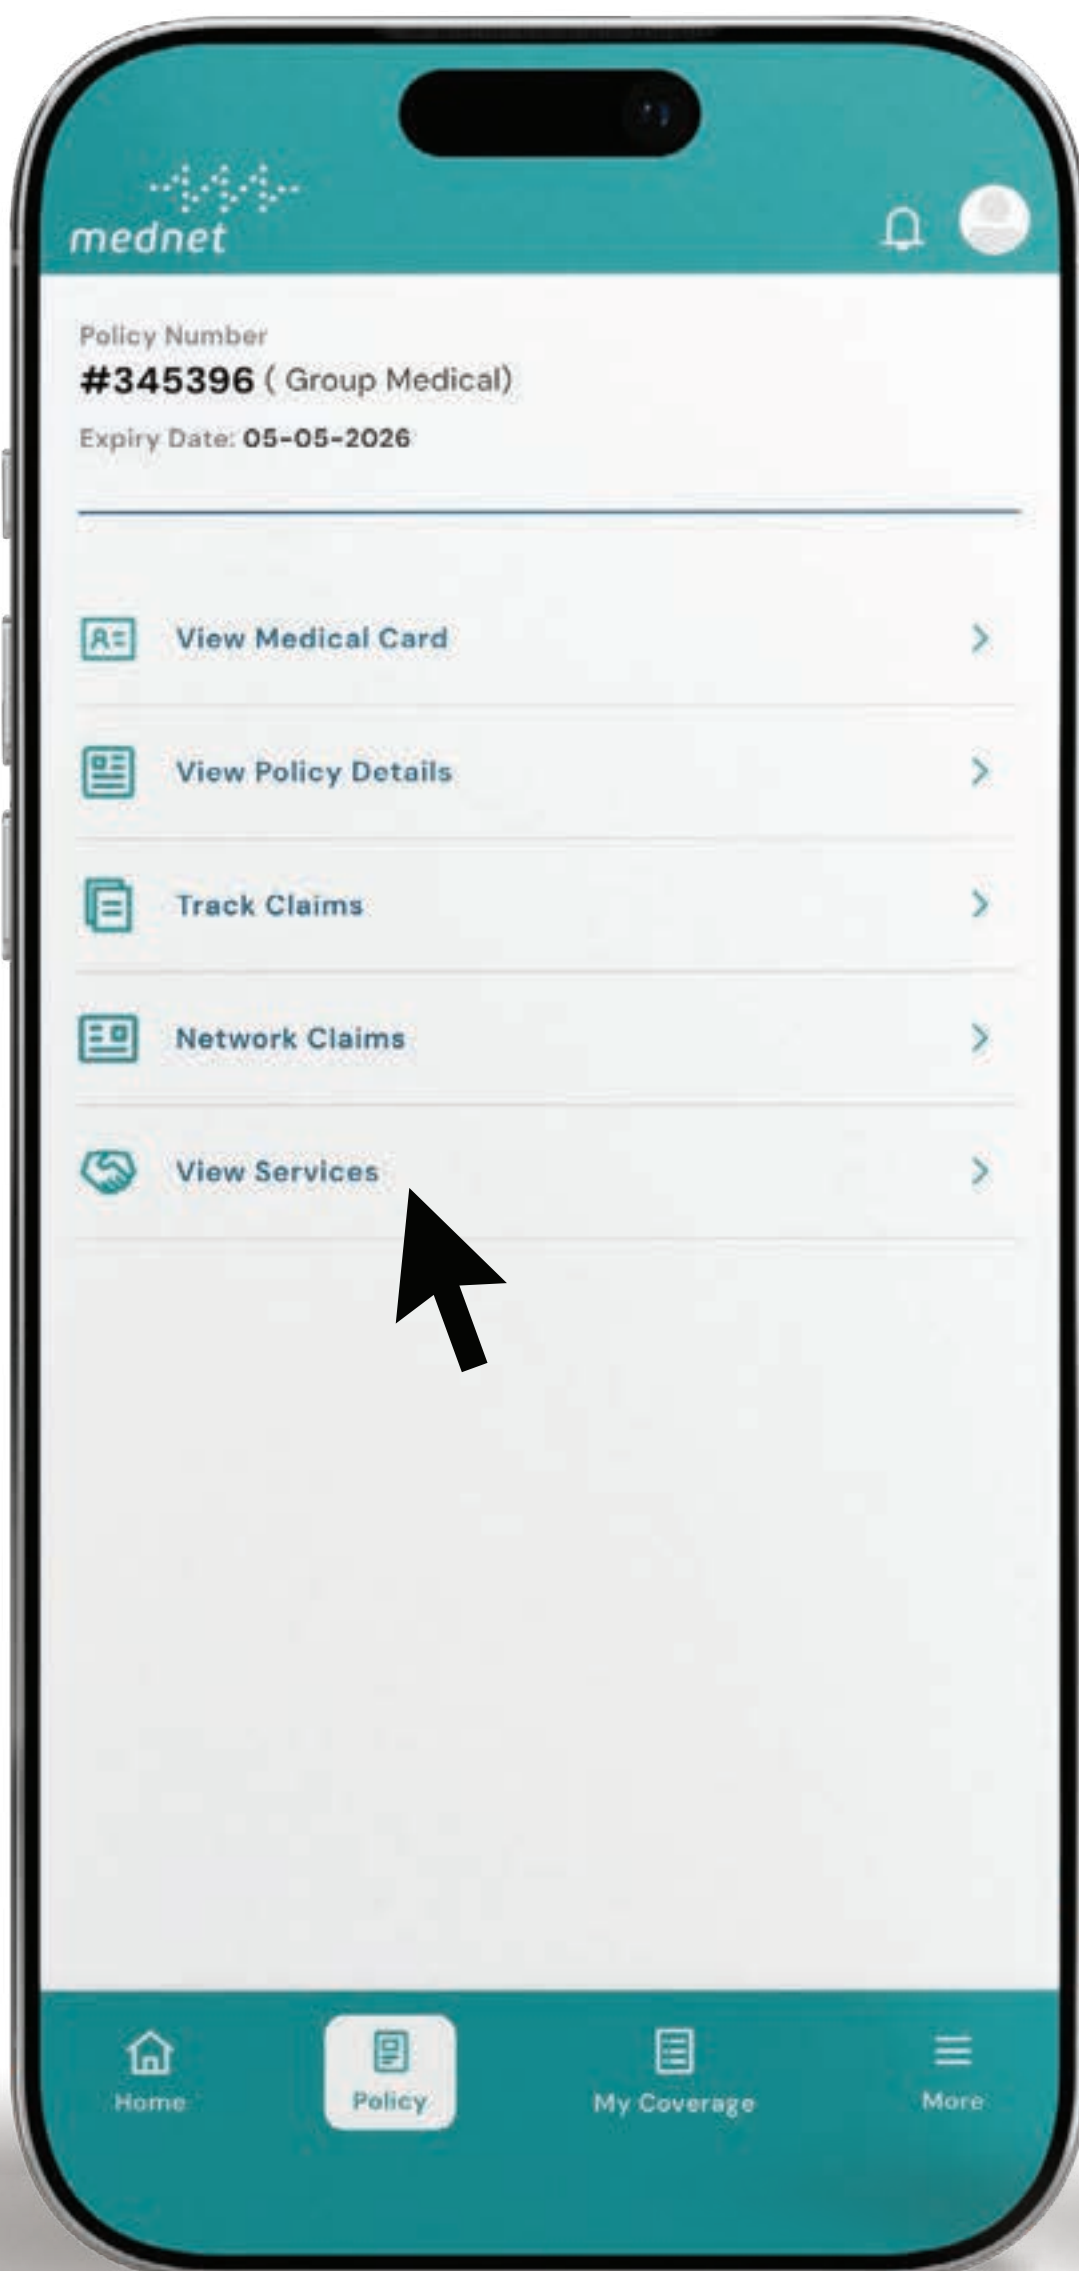 mednet
Policy Number
#345396 ( Group Medical)
Expiry Date: 05-05-2026
View Medical Card
View Policy Details
Track Claims
Network Claims
View Services
Home
Policy
My Coverage
More